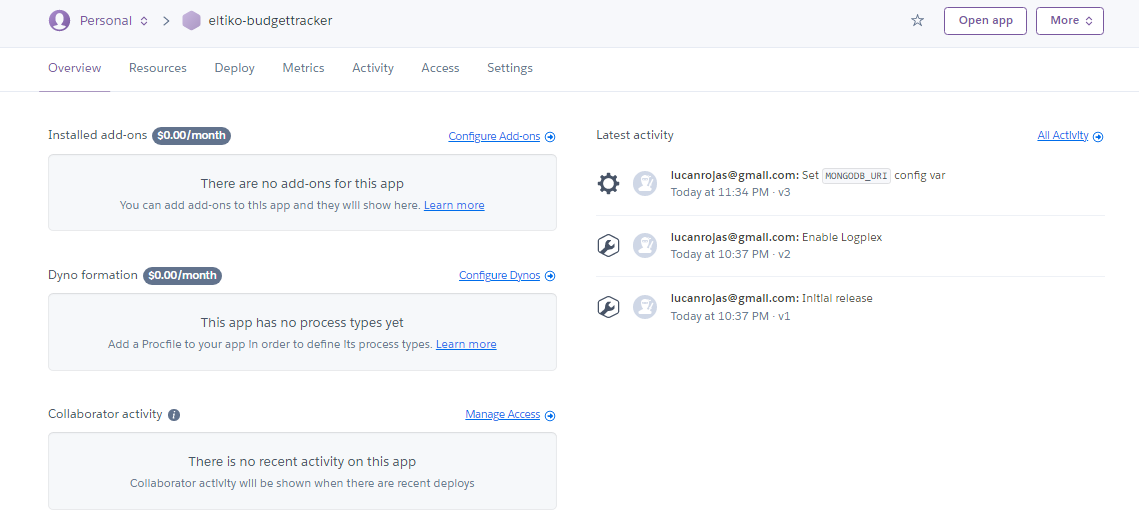 Personal eltiko-budgettracker Open app More
Overview Resources Deploy Metrics Activity Access Settings
Installed add-ons $0.00/month Configure Add-ons
There are no add-ons for this app
You can add add-ons to this app and they will show here. Learn more
Dyno formation $0.00/month Configure Dynos
This app has no process types yet
Add a Procfile to your app in order to define its process types. Learn more
Collaborator activity Manage Access
There is no recent activity on this app
Collaborator activity will be shown when there are recent deploys
Latest activity All Activity
lucanrojas@gmail.com: Set MONGODB_URI config var
Today at 11:34 PM · v3
lucanrojas@gmail.com: Enable Logplex
Today at 10:37 PM · v2
lucanrojas@gmail.com: Initial release
Today at 10:37 PM · v1